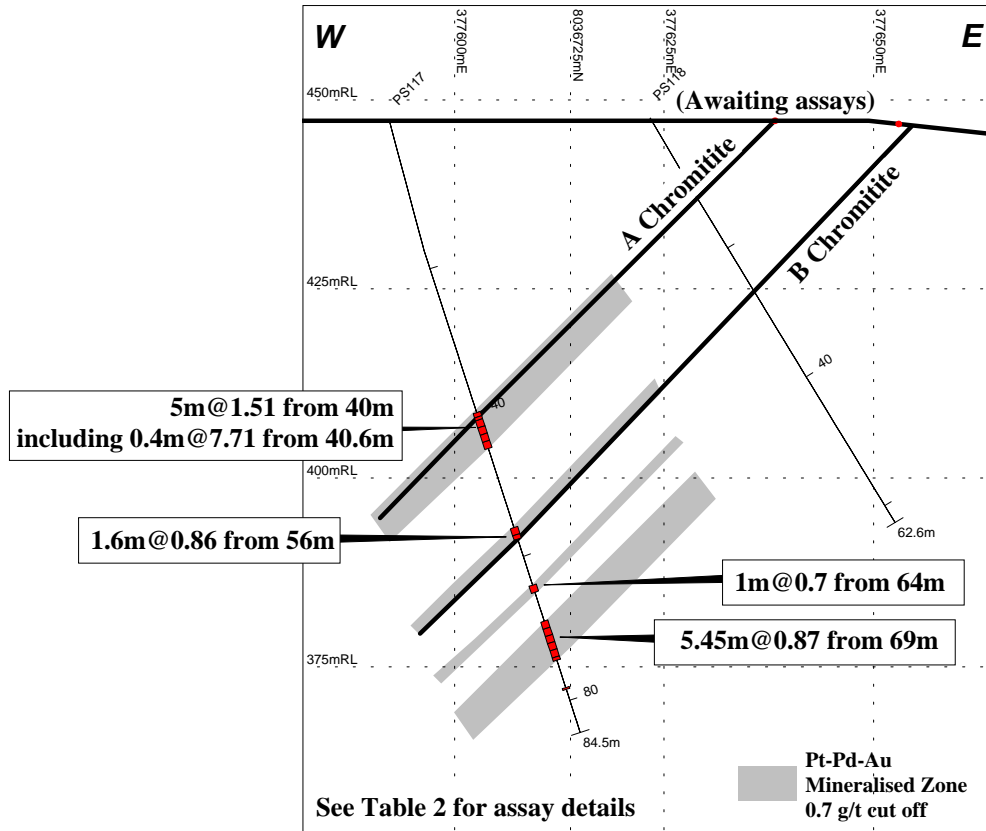 W
377600mE
8036725mN
377625mE
377650mE
E
PS117
PS118
450mRL
(Awaiting assays)
A Chromitite
B Chromitite
425mRL
40
5m@1.51 from 40m
including 0.4m@7.71 from 40.6m
40
400mRL
62.6m
1.6m@0.86 from 56m
1m@0.7 from 64m
5.45m@0.87 from 69m
375mRL
80
84.5m
Pt-Pd-Au
Mineralised Zone
0.7 g/t cut off
See Table 2 for assay details